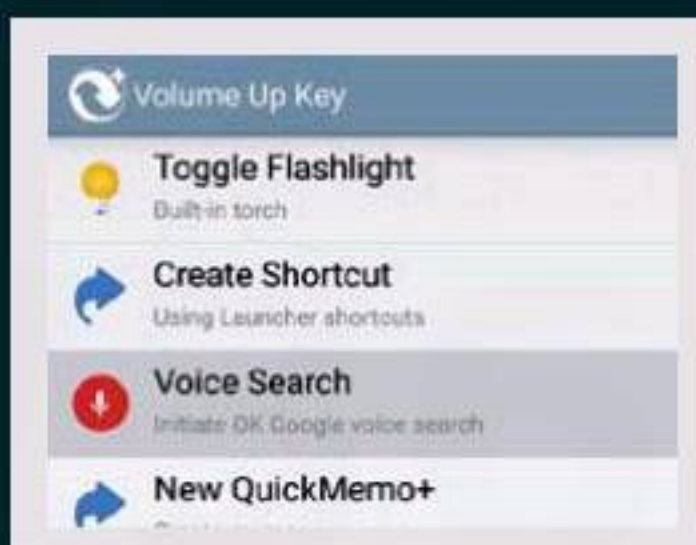 Volume Up Key
Toggle Flashlight
Built-in torch
Create Shortcut
Using Launcher shortcuts
Voice Search
Initiate OK Google voice search
New QuickMemo+